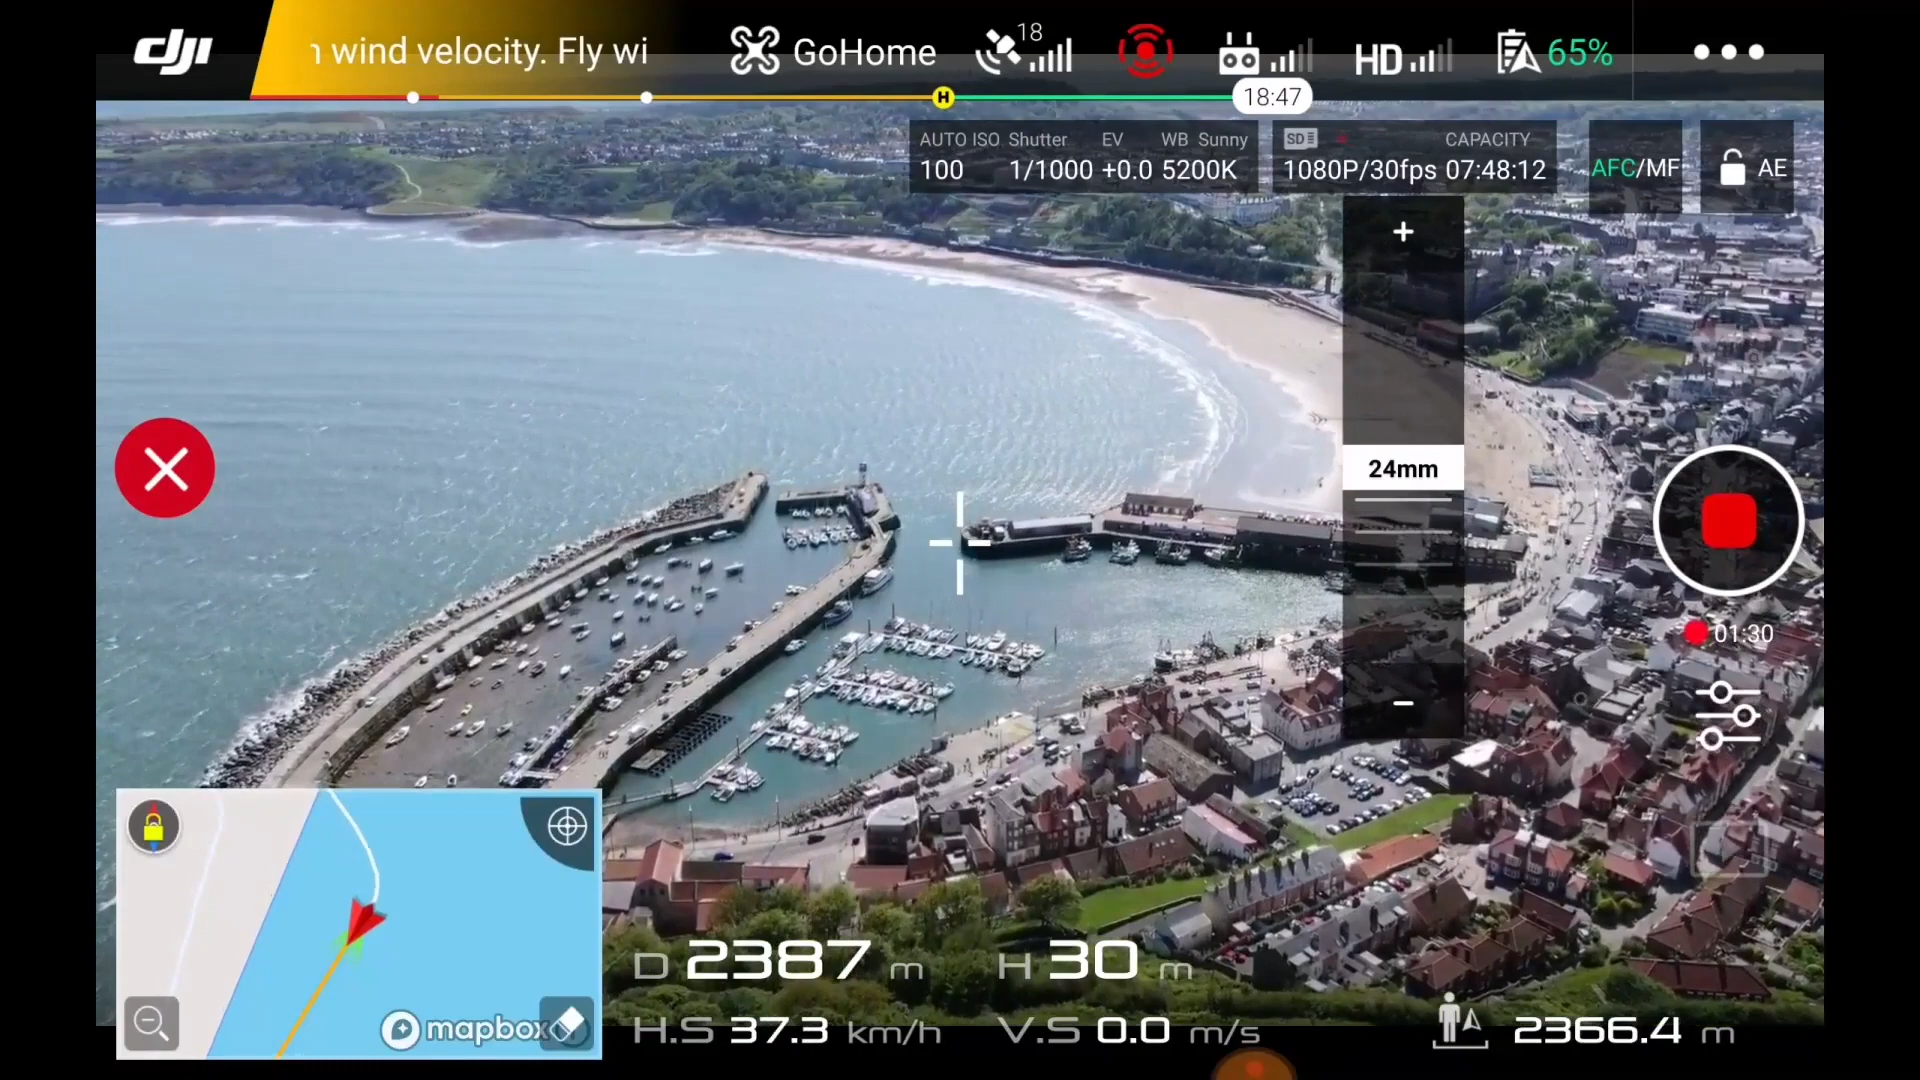 dji
n wind velocity. Fly wi
GoHome
18
HD
65%
H
18:47
AUTO ISO Shutter EV WB Sunny
100 1/1000 +0.0 5200K
SD CAPACITY
1080P/30fps 07:48:12
AFC/MF
AE
+
24mm
-
01:30
mapbox
D 2387 m H 30 m
H.S 37.3 km/h V.S 0.0 m/s
2366.4 m